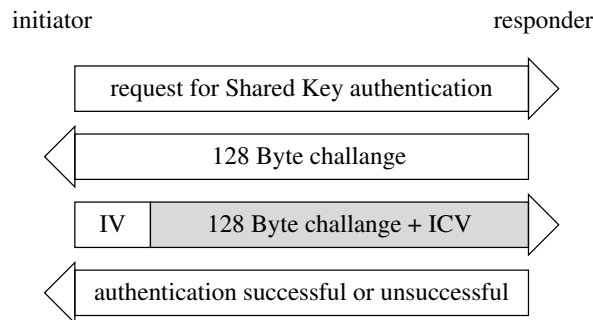 initiator
responder
request for Shared Key authentication
128 Byte challange
IV
128 Byte challange + ICV
authentication successful or unsuccessful